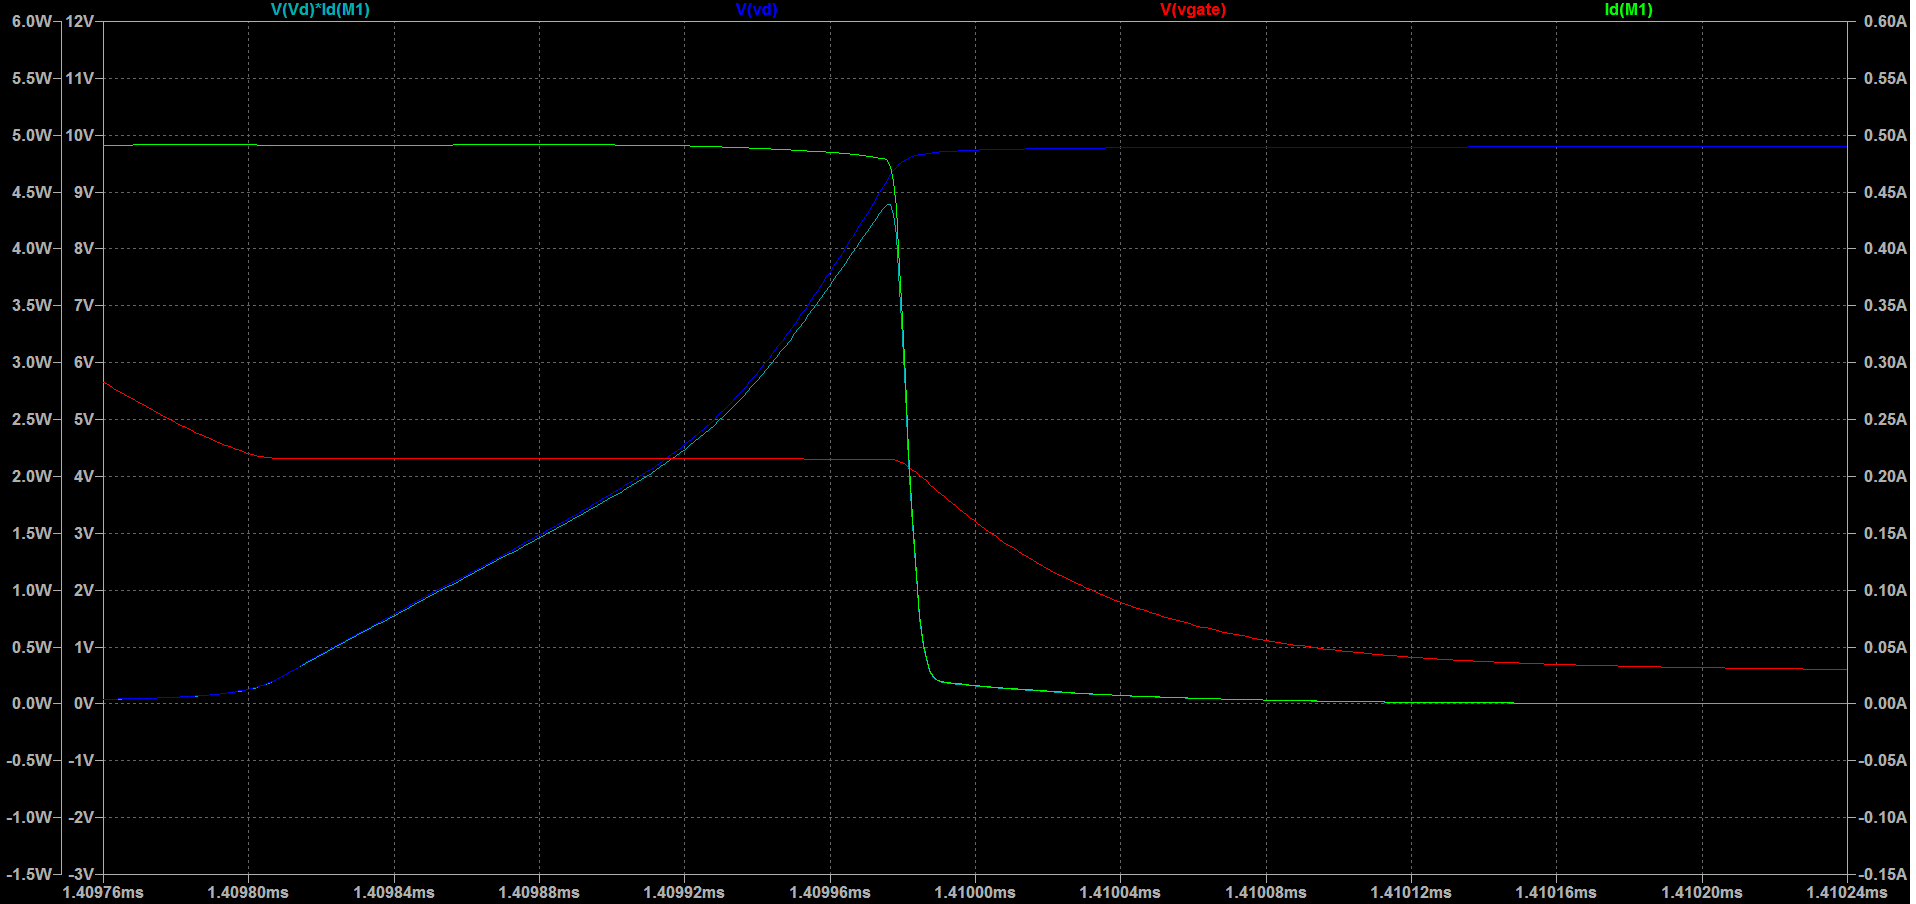 V(Vd)*Id(M1) V(vd) V(vgate) Id(M1)
6.0W 12V 0.60A
5.5W 11V 0.55A
5.0W 10V 0.50A
4.5W 9V 0.45A
4.0W 8V 0.40A
3.5W 7V 0.35A
3.0W 6V 0.30A
2.5W 5V 0.25A
2.0W 4V 0.20A
1.5W 3V 0.15A
1.0W 2V 0.10A
0.5W 1V 0.05A
0.0W 0V 0.00A
-0.5W -1V -0.05A
-1.0W -2V -0.10A
-1.5W -3V -0.15A
1.40976ms 1.40980ms 1.40984ms 1.40988ms 1.40992ms 1.40996ms 1.41000ms 1.41004ms 1.41008ms 1.41012ms 1.41016ms 1.41020ms 1.41024ms